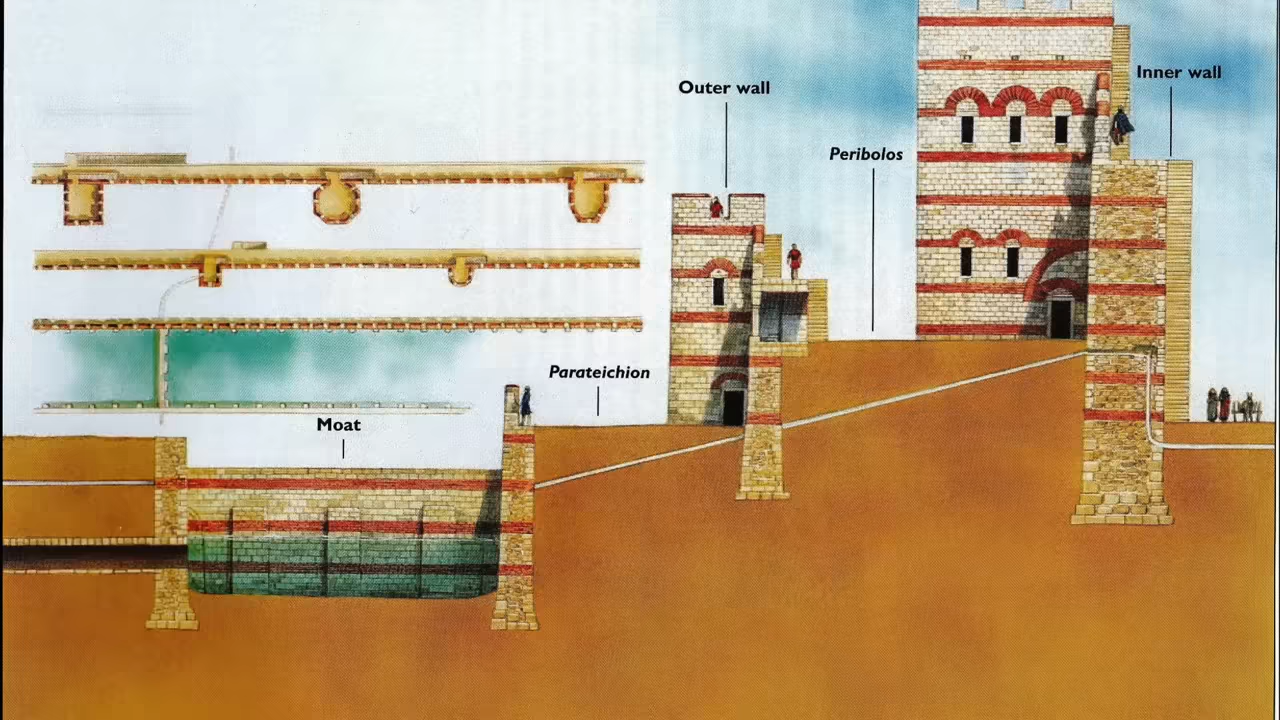 Outer wall
Inner wall
Peribolos
Parateichion
Moat